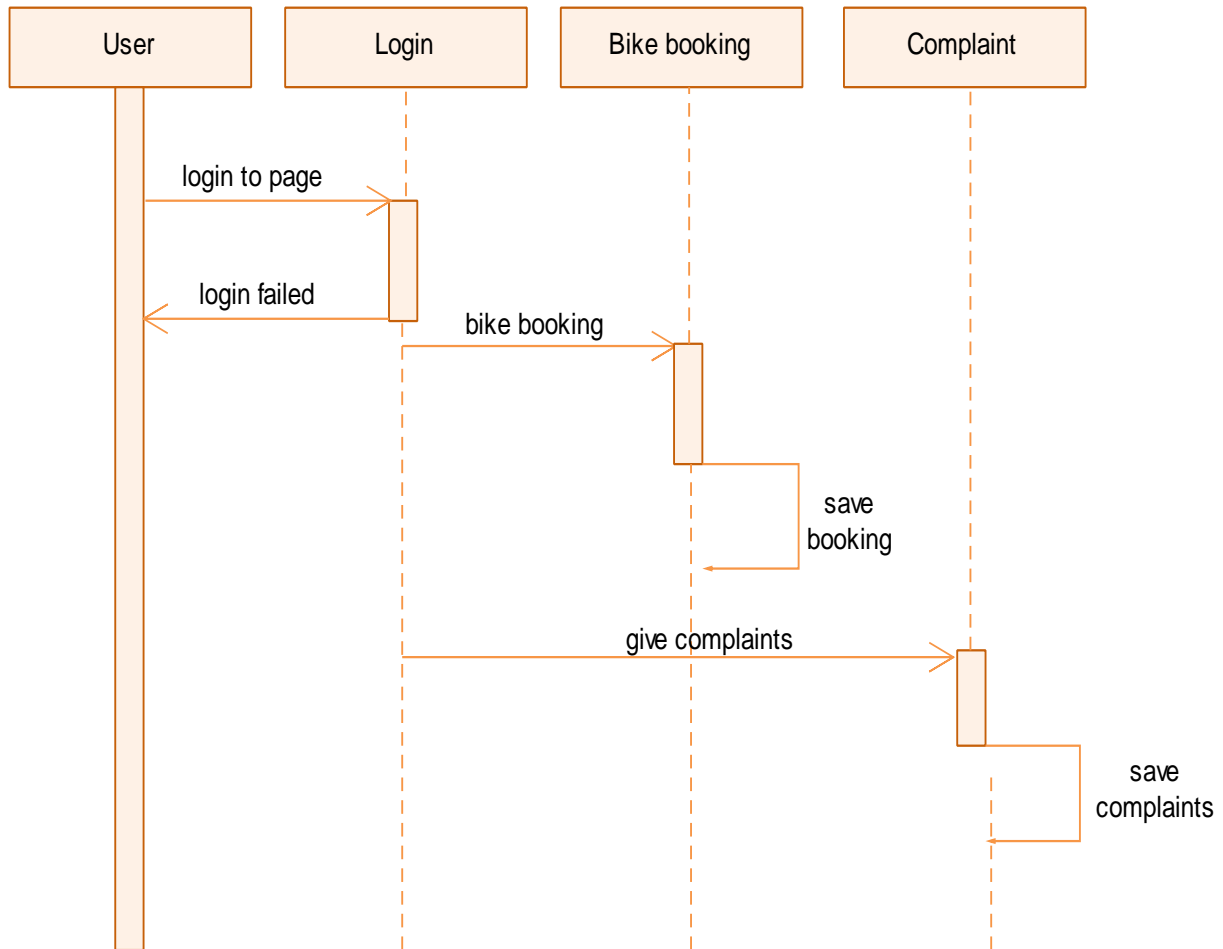 User
Login
Bike booking
Complaint
login to page
login failed
bike booking
save
booking
give complaints
save
complaints